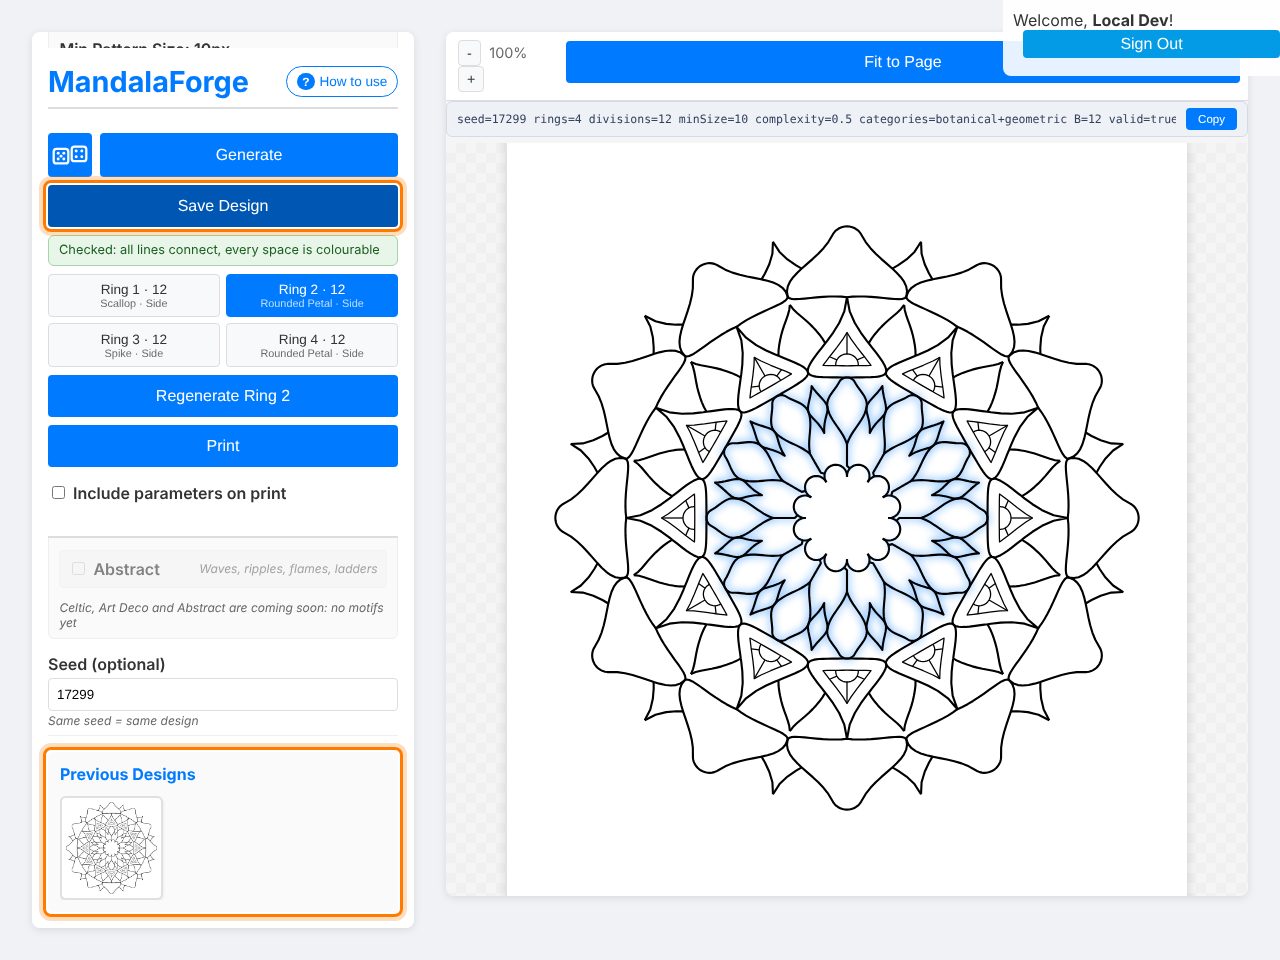 Welcome, Local Dev!
Sign Out
Min Pattern Size: 10px
MandalaForge
? How to use
Generate
Save Design
Checked: all lines connect, every space is colourable
Ring 1 · 12
Scallop · Side
Ring 2 · 12
Rounded Petal · Side
Ring 3 · 12
Spike · Side
Ring 4 · 12
Rounded Petal · Side
Regenerate Ring 2
Print
Include parameters on print
Abstract
Waves, ripples, flames, ladders
Celtic, Art Deco and Abstract are coming soon: no motifs
yet
Seed (optional)
17299
Same seed = same design
Previous Designs
-
100%
+
Fit to Page
seed=17299 rings=4 divisions=12 minSize=10 complexity=0.5 categories=botanical+geometric B=12 valid=true
Copy